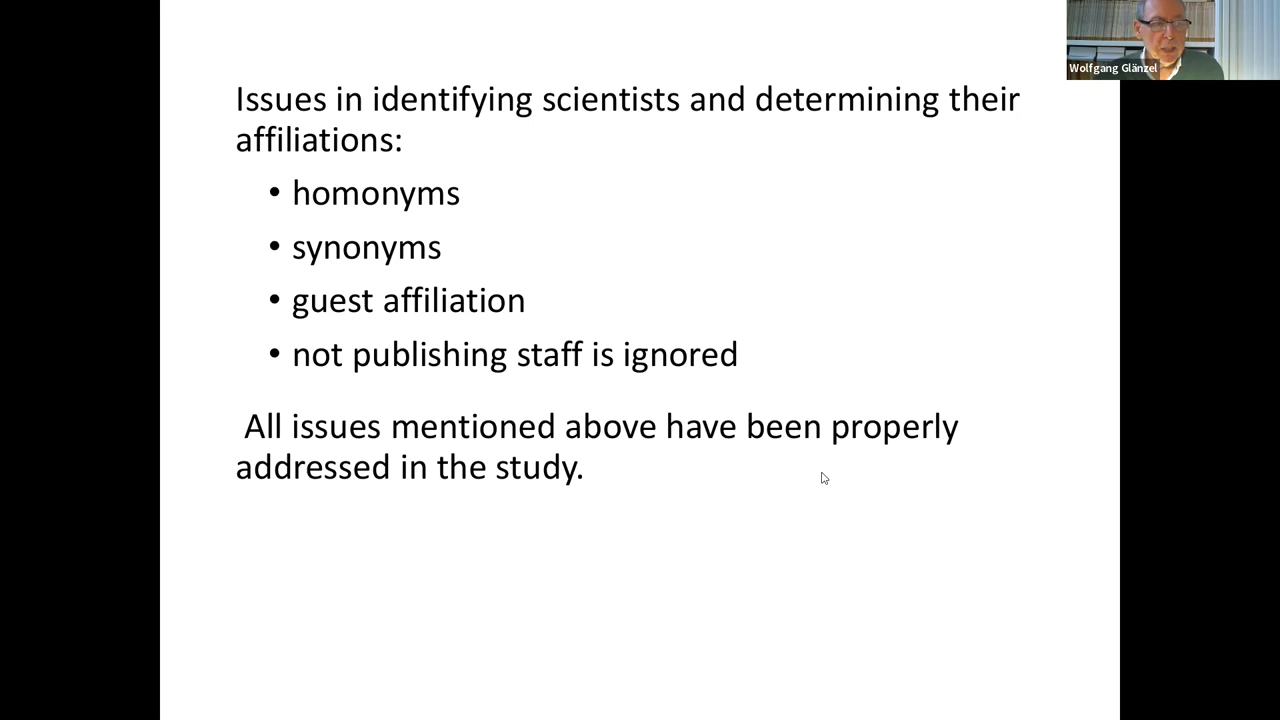 Wolfgang Glänzel
Issues in identifying scientists and determining their
affiliations:
• homonyms
• synonyms
• guest affiliation
• not publishing staff is ignored
All issues mentioned above have been properly
addressed in the study.